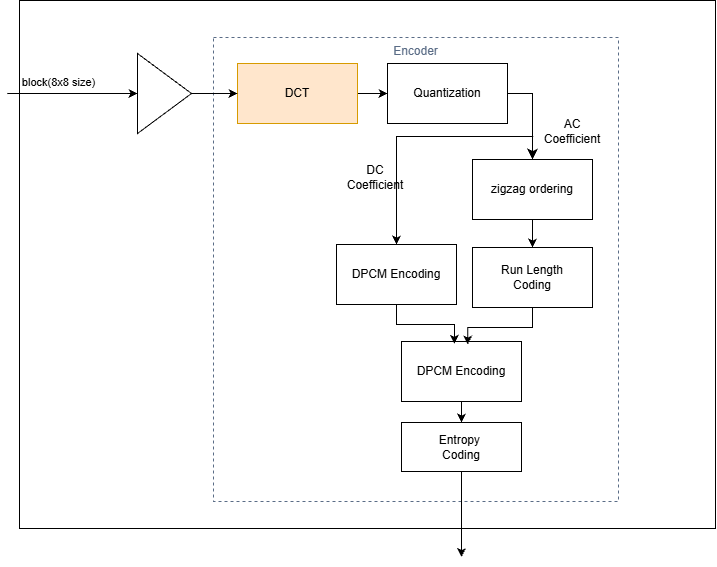 Encoder
block(8x8 size)
DCT
Quantization
AC
Coefficient
DC
Coefficient
zigzag ordering
DPCM Encoding
Run Length
Coding
DPCM Encoding
Entropy
Coding